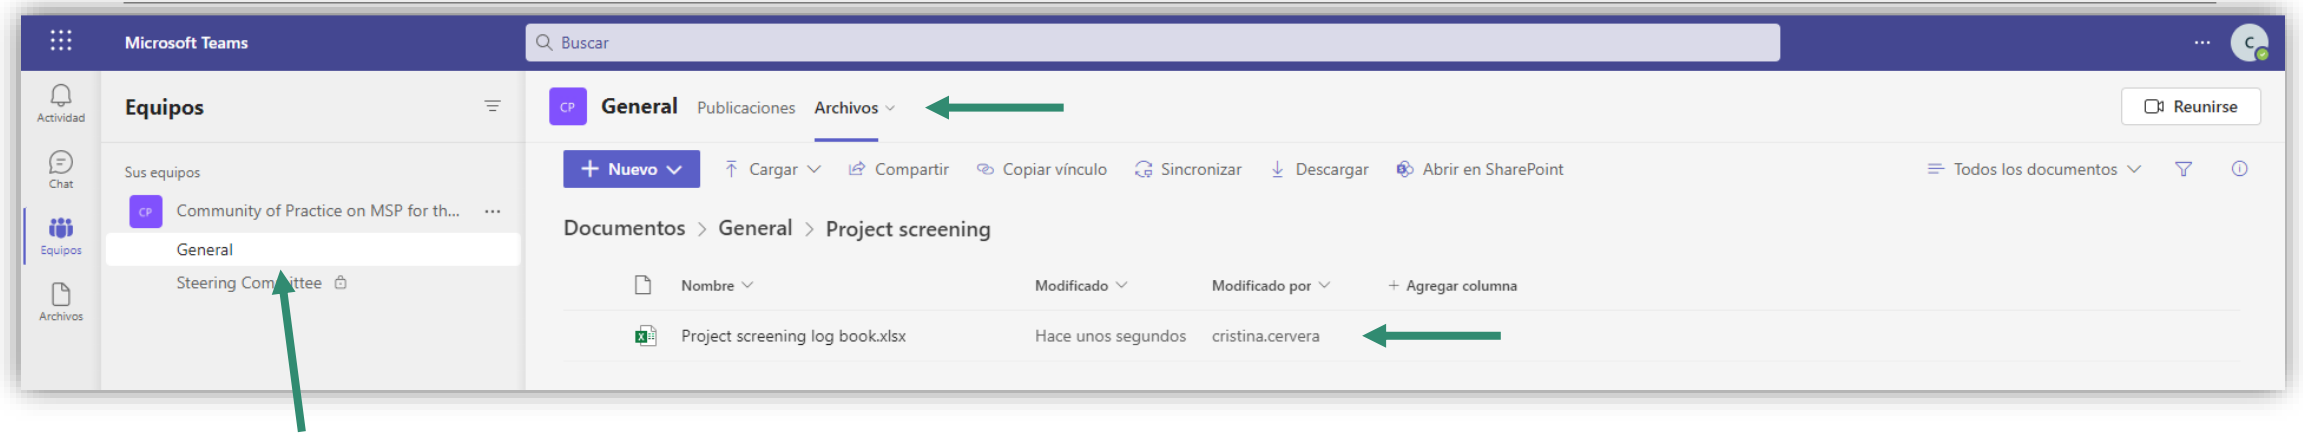 Microsoft Teams
Buscar
C
Actividad
Chat
Equipos
Archivos
Equipos
Sus equipos
CP Community of Practice on MSP for th...
General
Steering Committee
CP General Publicaciones Archivos
Reunirse
Nuevo Cargar Compartir Copiar vínculo Sincronizar Descargar Abrir en SharePoint Todos los documentos
Documentos > General > Project screening
Nombre Modificado Modificado por + Agregar columna
Project screening log book.xlsx Hace unos segundos cristina.cervera